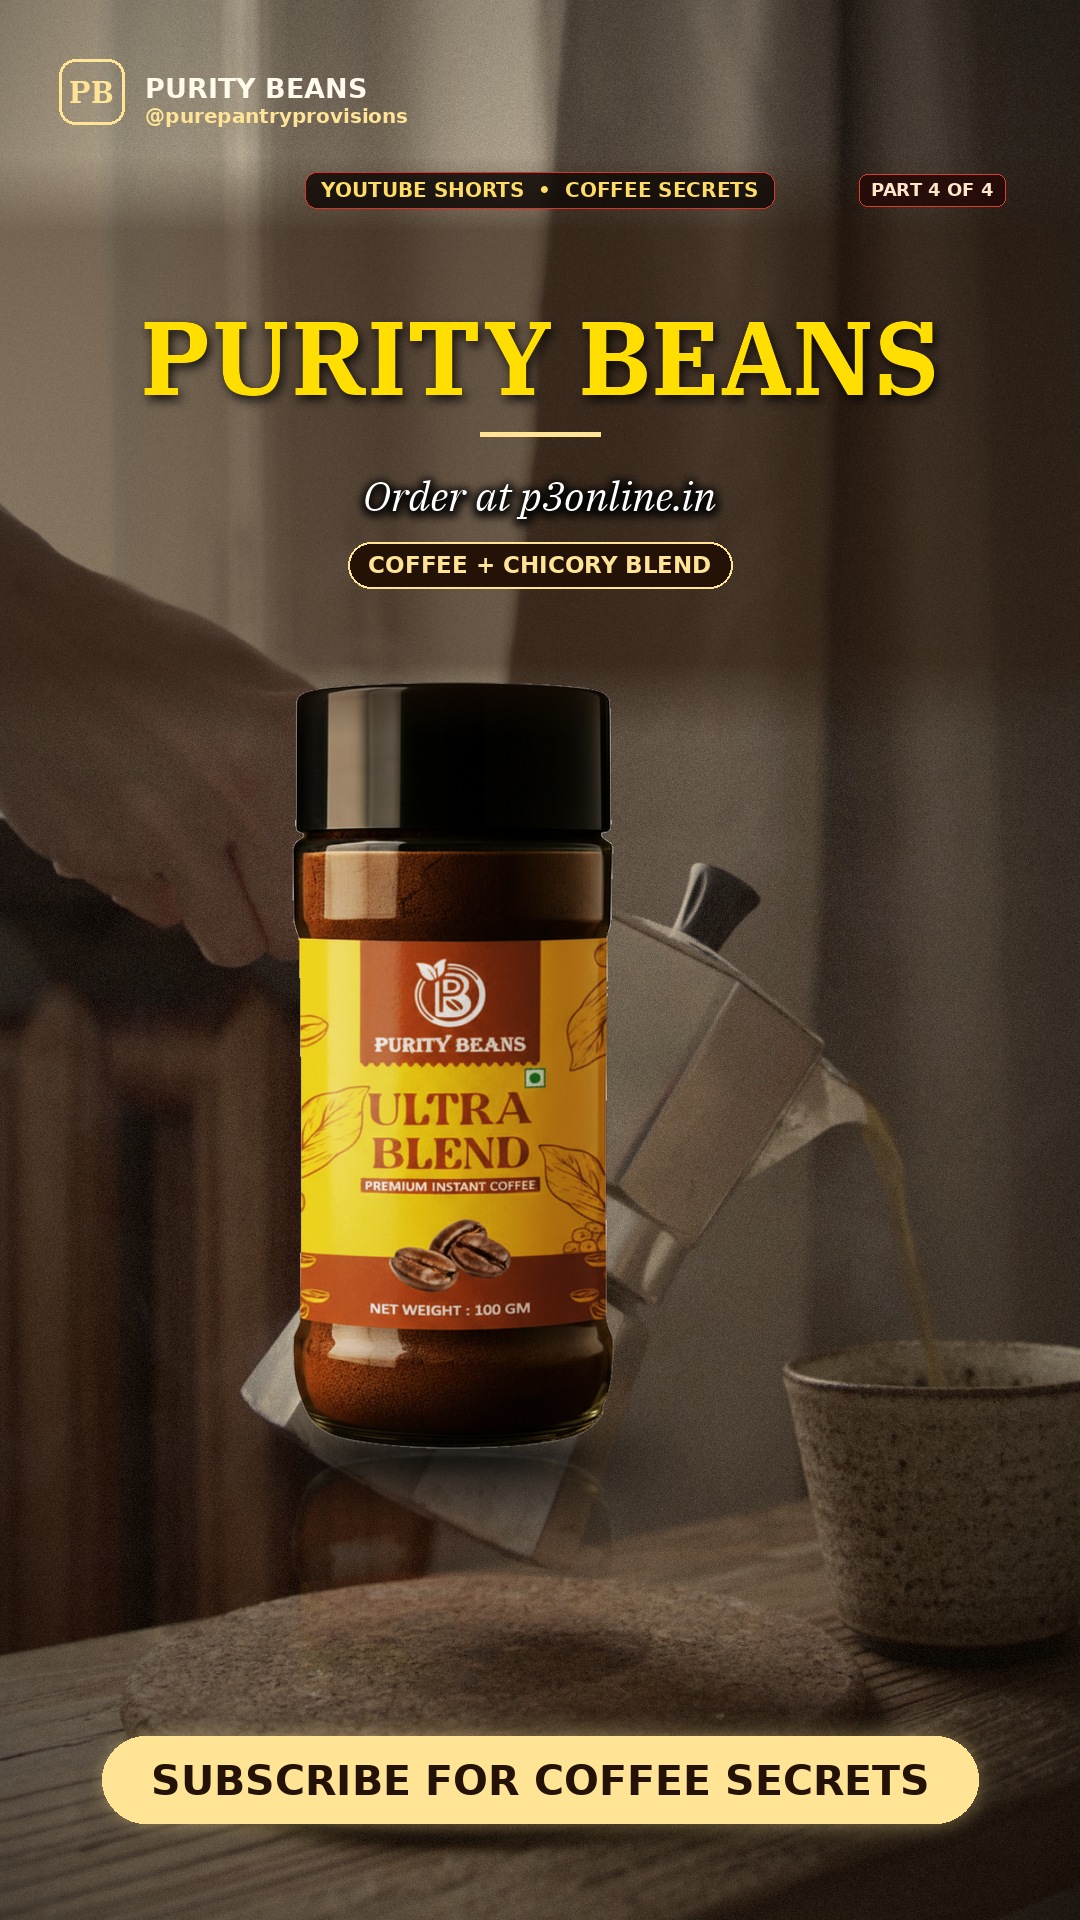 PB
PURITY BEANS
@purepantryprovisions
YOUTUBE SHORTS • COFFEE SECRETS
PART 4 OF 4
PURITY BEANS
Order at p3online.in
COFFEE + CHICORY BLEND
B
PURITY BEANS
ULTRA
BLEND
PREMIUM INSTANT COFFEE
NET WEIGHT : 100 GM
SUBSCRIBE FOR COFFEE SECRETS